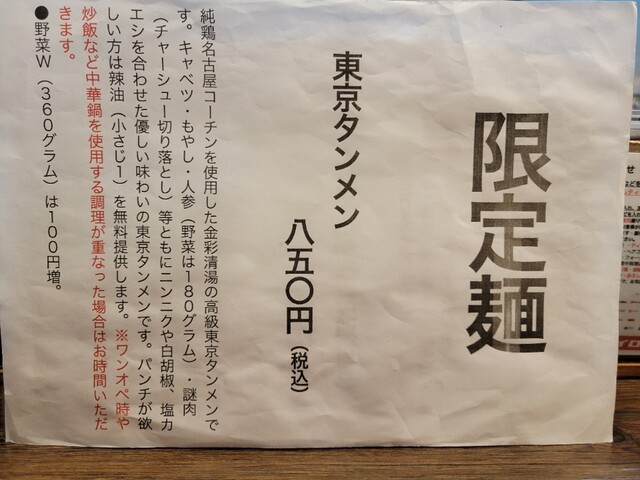 限定麺
東京タンメン
八五〇円（税込）
純鶏名古屋コーチンを使用した金彩清湯の高級東京タンメンで
す。キャベツ・もやし・人参（野菜は１８０グラム）・謎肉
（チャーシュー切り落とし）等とともにニンニクや白胡椒、塩カ
エシを合わせた優しい味わいの東京タンメンです。パンチが欲
しい方は辣油（小さじ１）を無料提供します。※ワンオペ時や
炒飯など中華鍋を使用する調理が重なった場合はお時間いただ
きます。
●野菜W（３６０グラム）は１００円増。